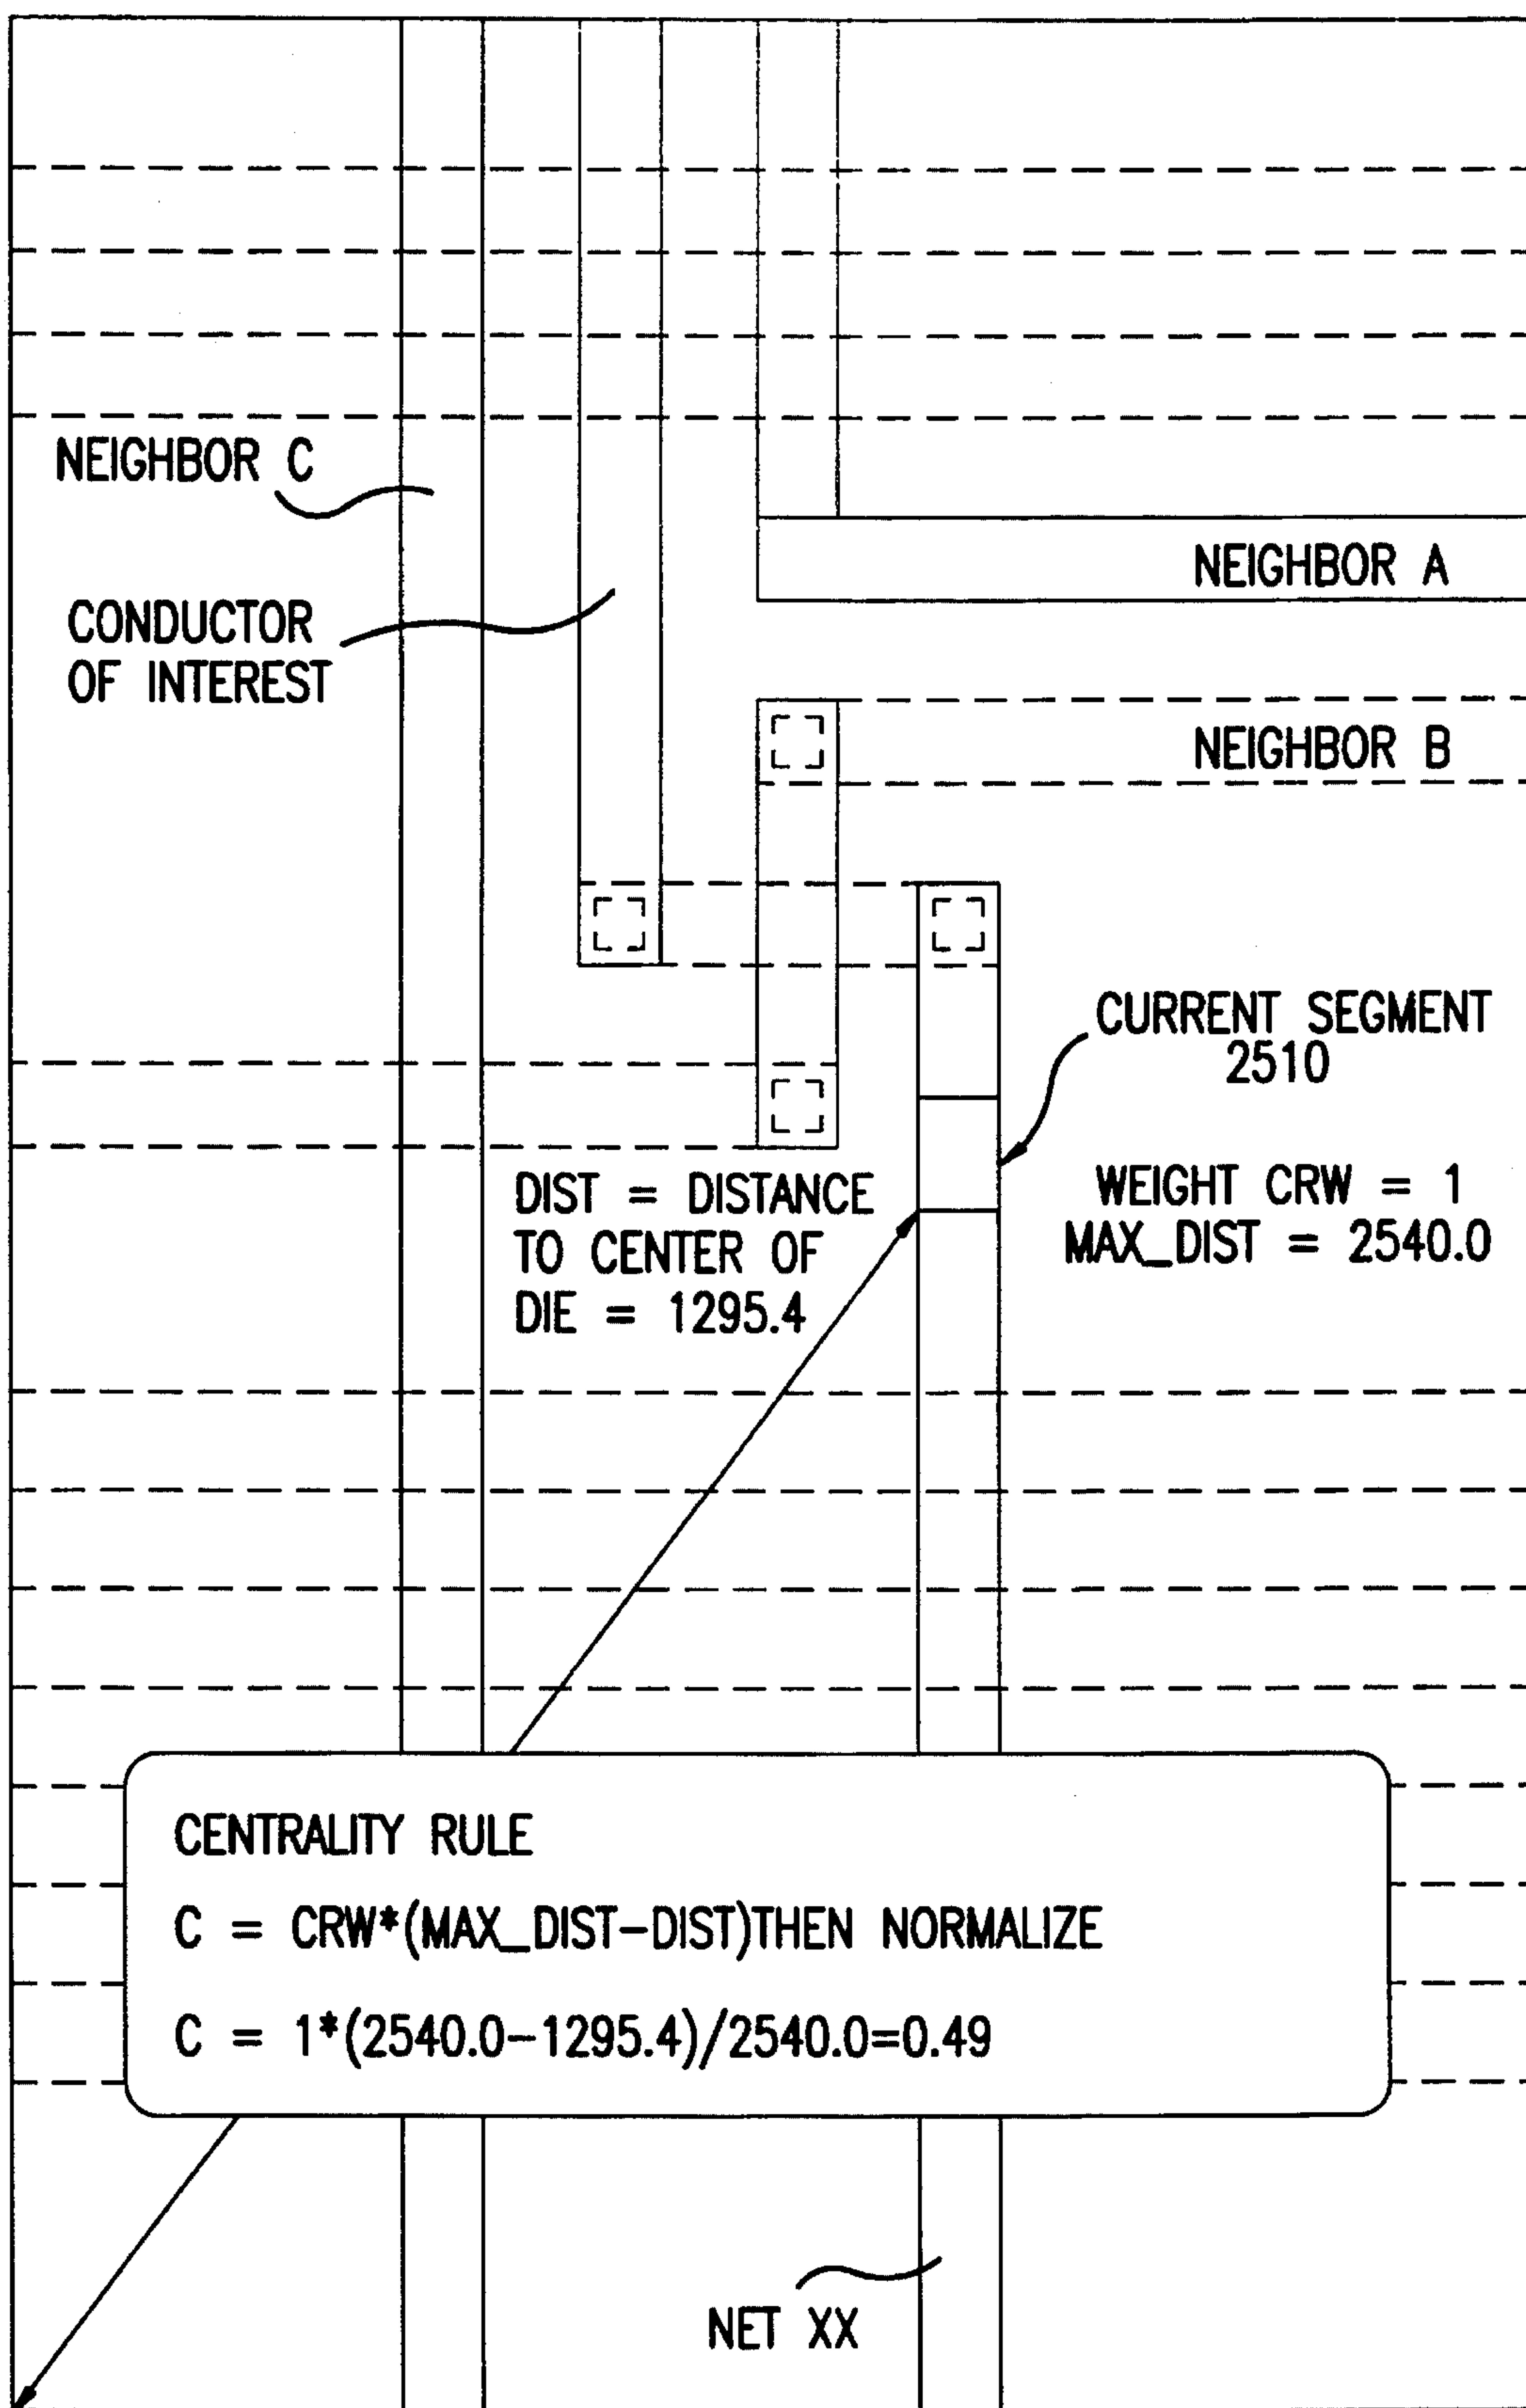 NEIGHBOR C
NEIGHBOR A
CONDUCTOR
OF INTEREST
NEIGHBOR B
CURRENT SEGMENT
2510
DIST = DISTANCE
TO CENTER OF
DIE = 1295.4
WEIGHT CRW = 1
MAX_DIST = 2540.0
CENTRALITY RULE
C = CRW*(MAX_DIST-DIST)THEN NORMALIZE
C = 1*(2540.0-1295.4)/2540.0=0.49
NET XX